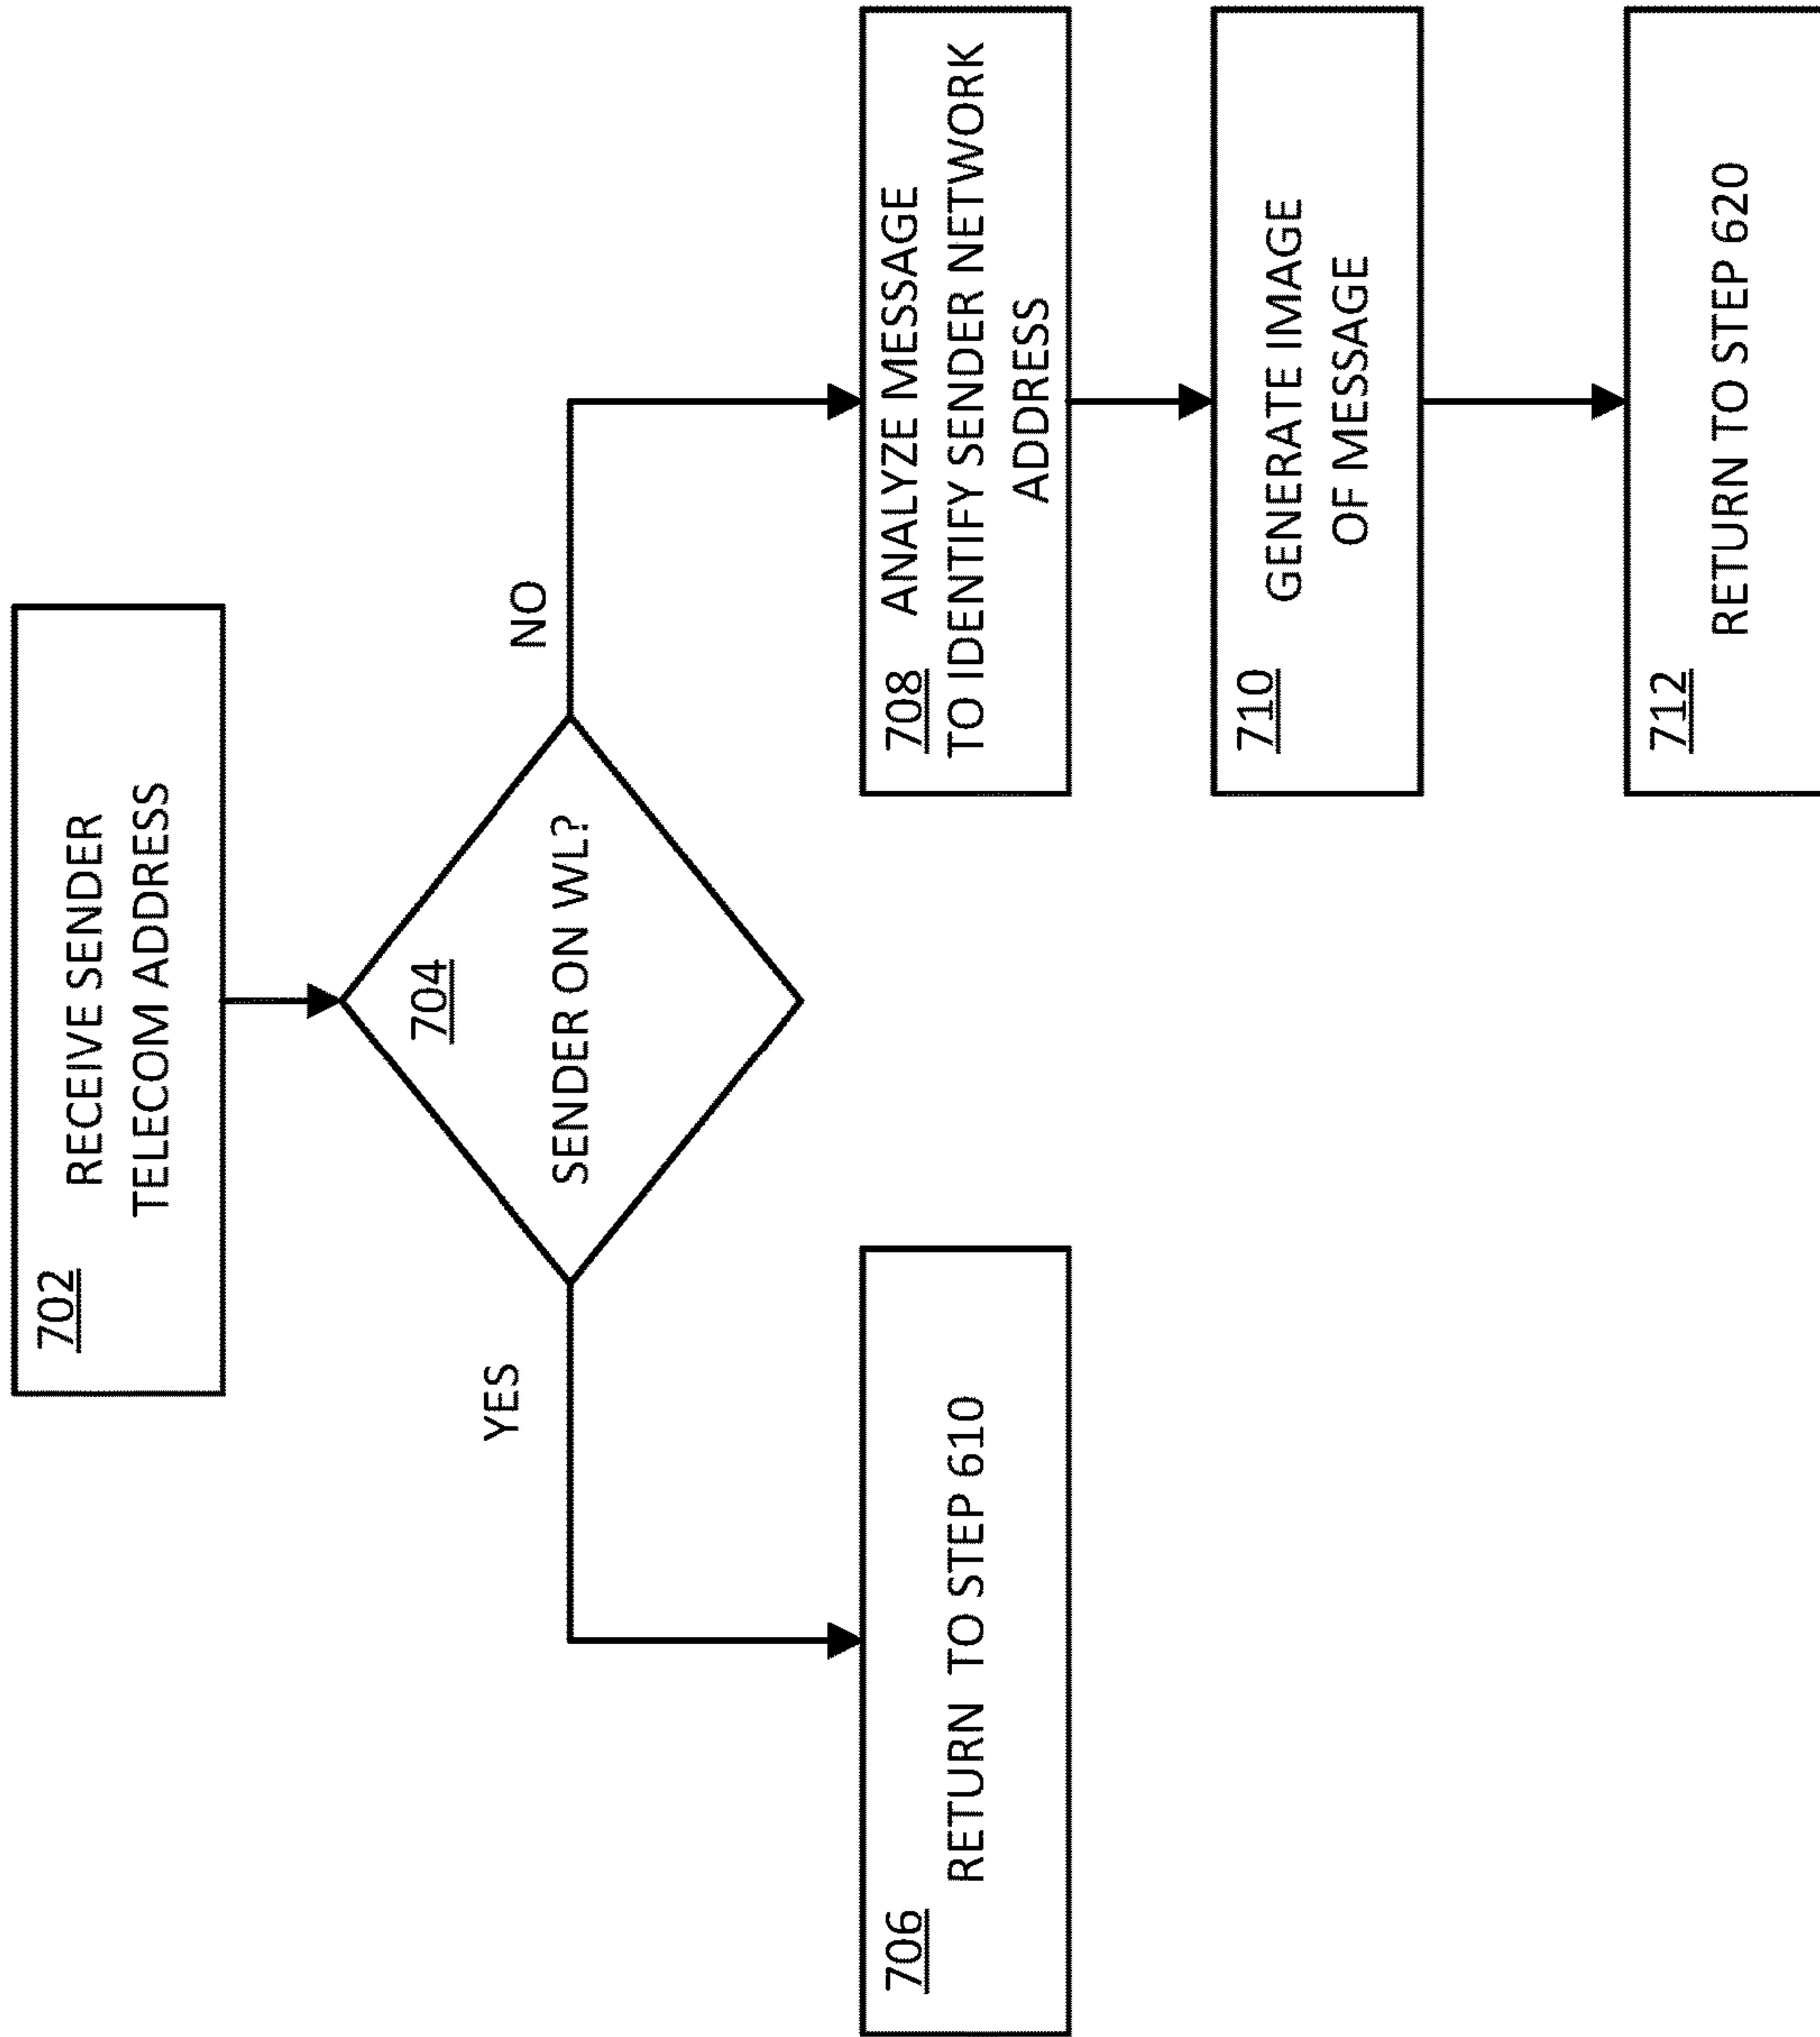 702
RECEIVE SENDER
TELECOM ADDRESS
704
SENDER ON WL?
YES
NO
706
RETURN TO STEP 610
708 ANALYZE MESSAGE
TO IDENTIFY SENDER NETWORK
ADDRESS
710
GENERATE IMAGE
OF MESSAGE
712
RETURN TO STEP 620